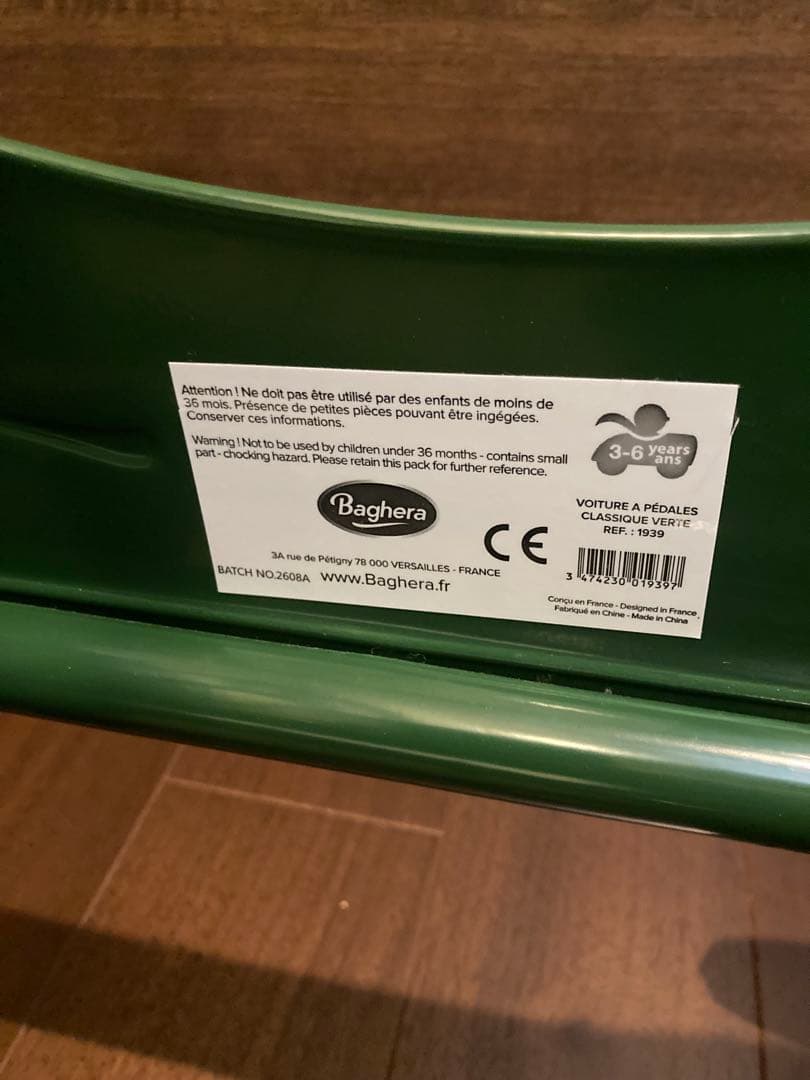 Attention ! Ne doit pas être utilisé par des enfants de moins de
36 mois. Présence de petites pièces pouvant être ingégées.
Conserver ces informations.
Warning ! Not to be used by children under 36 months - contains small
part - chocking hazard. Please retain this pack for further reference.
Baghera
CE
3A rue de Pétigny 78 000 VERSAILLES - FRANCE
BATCH NO.2608A www.Baghera.fr
3-6 years
ans
VOITURE A PÉDALES
CLASSIQUE VERTE
REF. : 1939
3 474230 019397
Conçu en France - Designed in France
Fabriqué en Chine - Made in China